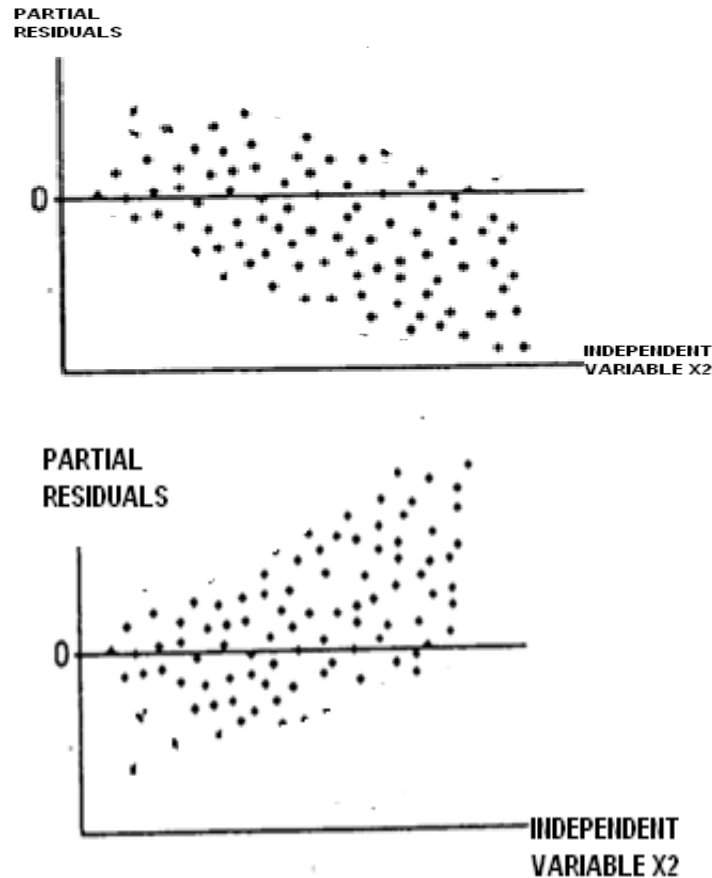 PARTIAL
RESIDUALS
0
INDEPENDENT
VARIABLE X2
PARTIAL
RESIDUALS
0
INDEPENDENT
VARIABLE X2